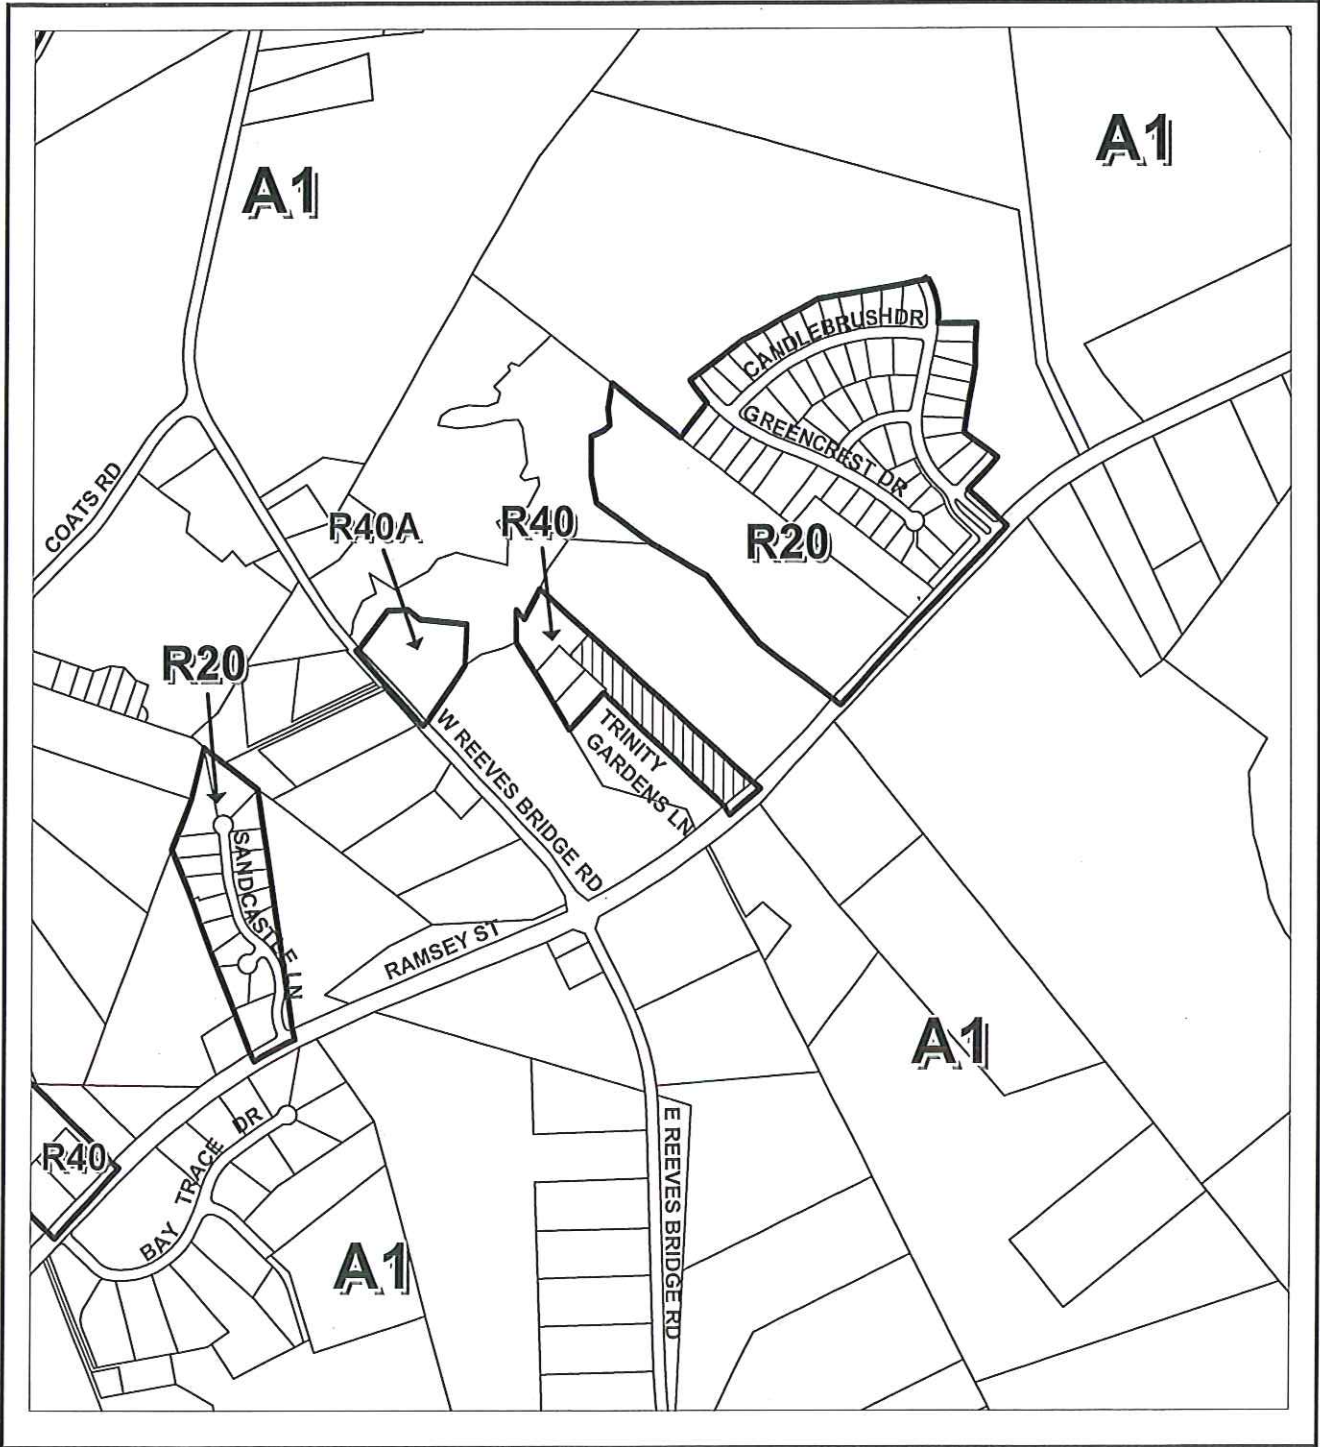 A1
A1
CANDLEBRUSH DR
GREENCREST DR
COATS RD
R40A
R40
R20
R20
TRINITY
GARDENS LN
W REEVES BRIDGE RD
SANDCASTLE LN
RAMSEY ST
A1
R40
BAY TRACE DR
E REEVES BRIDGE RD
A1